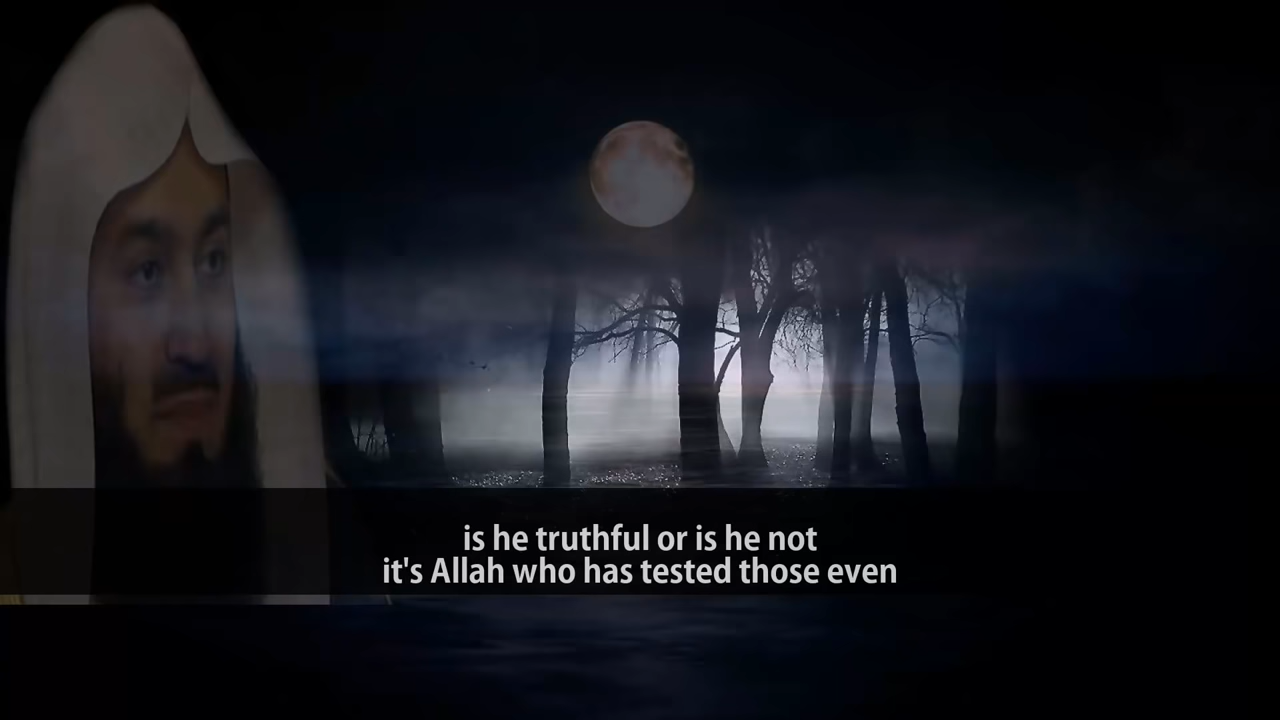 is he truthful or is he not
it's Allah who has tested those even